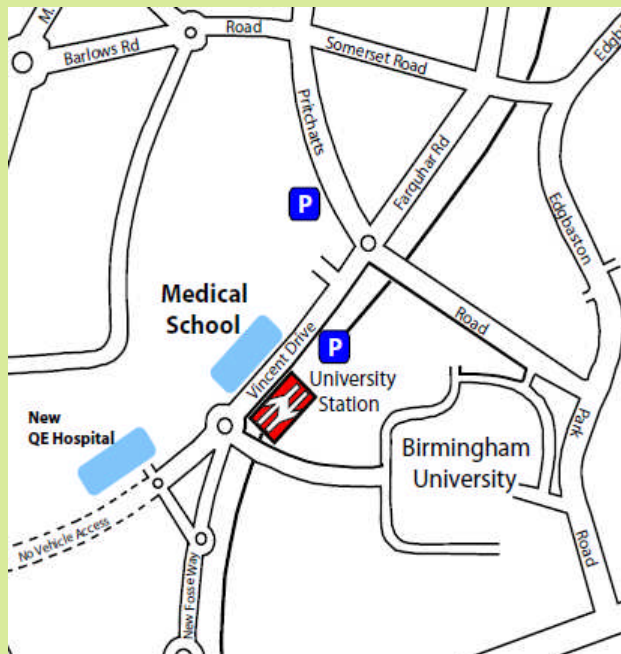 M.
Barlows Rd
Road
Somerset Road
Edgb
Pritchatts
Farquhar Rd
P
Edgbaston
Medical
School
Road
Vincent Drive
P
University
Station
New
QE Hospital
Birmingham
University
Park
No Vehicle Access
New Fosse Way
Road